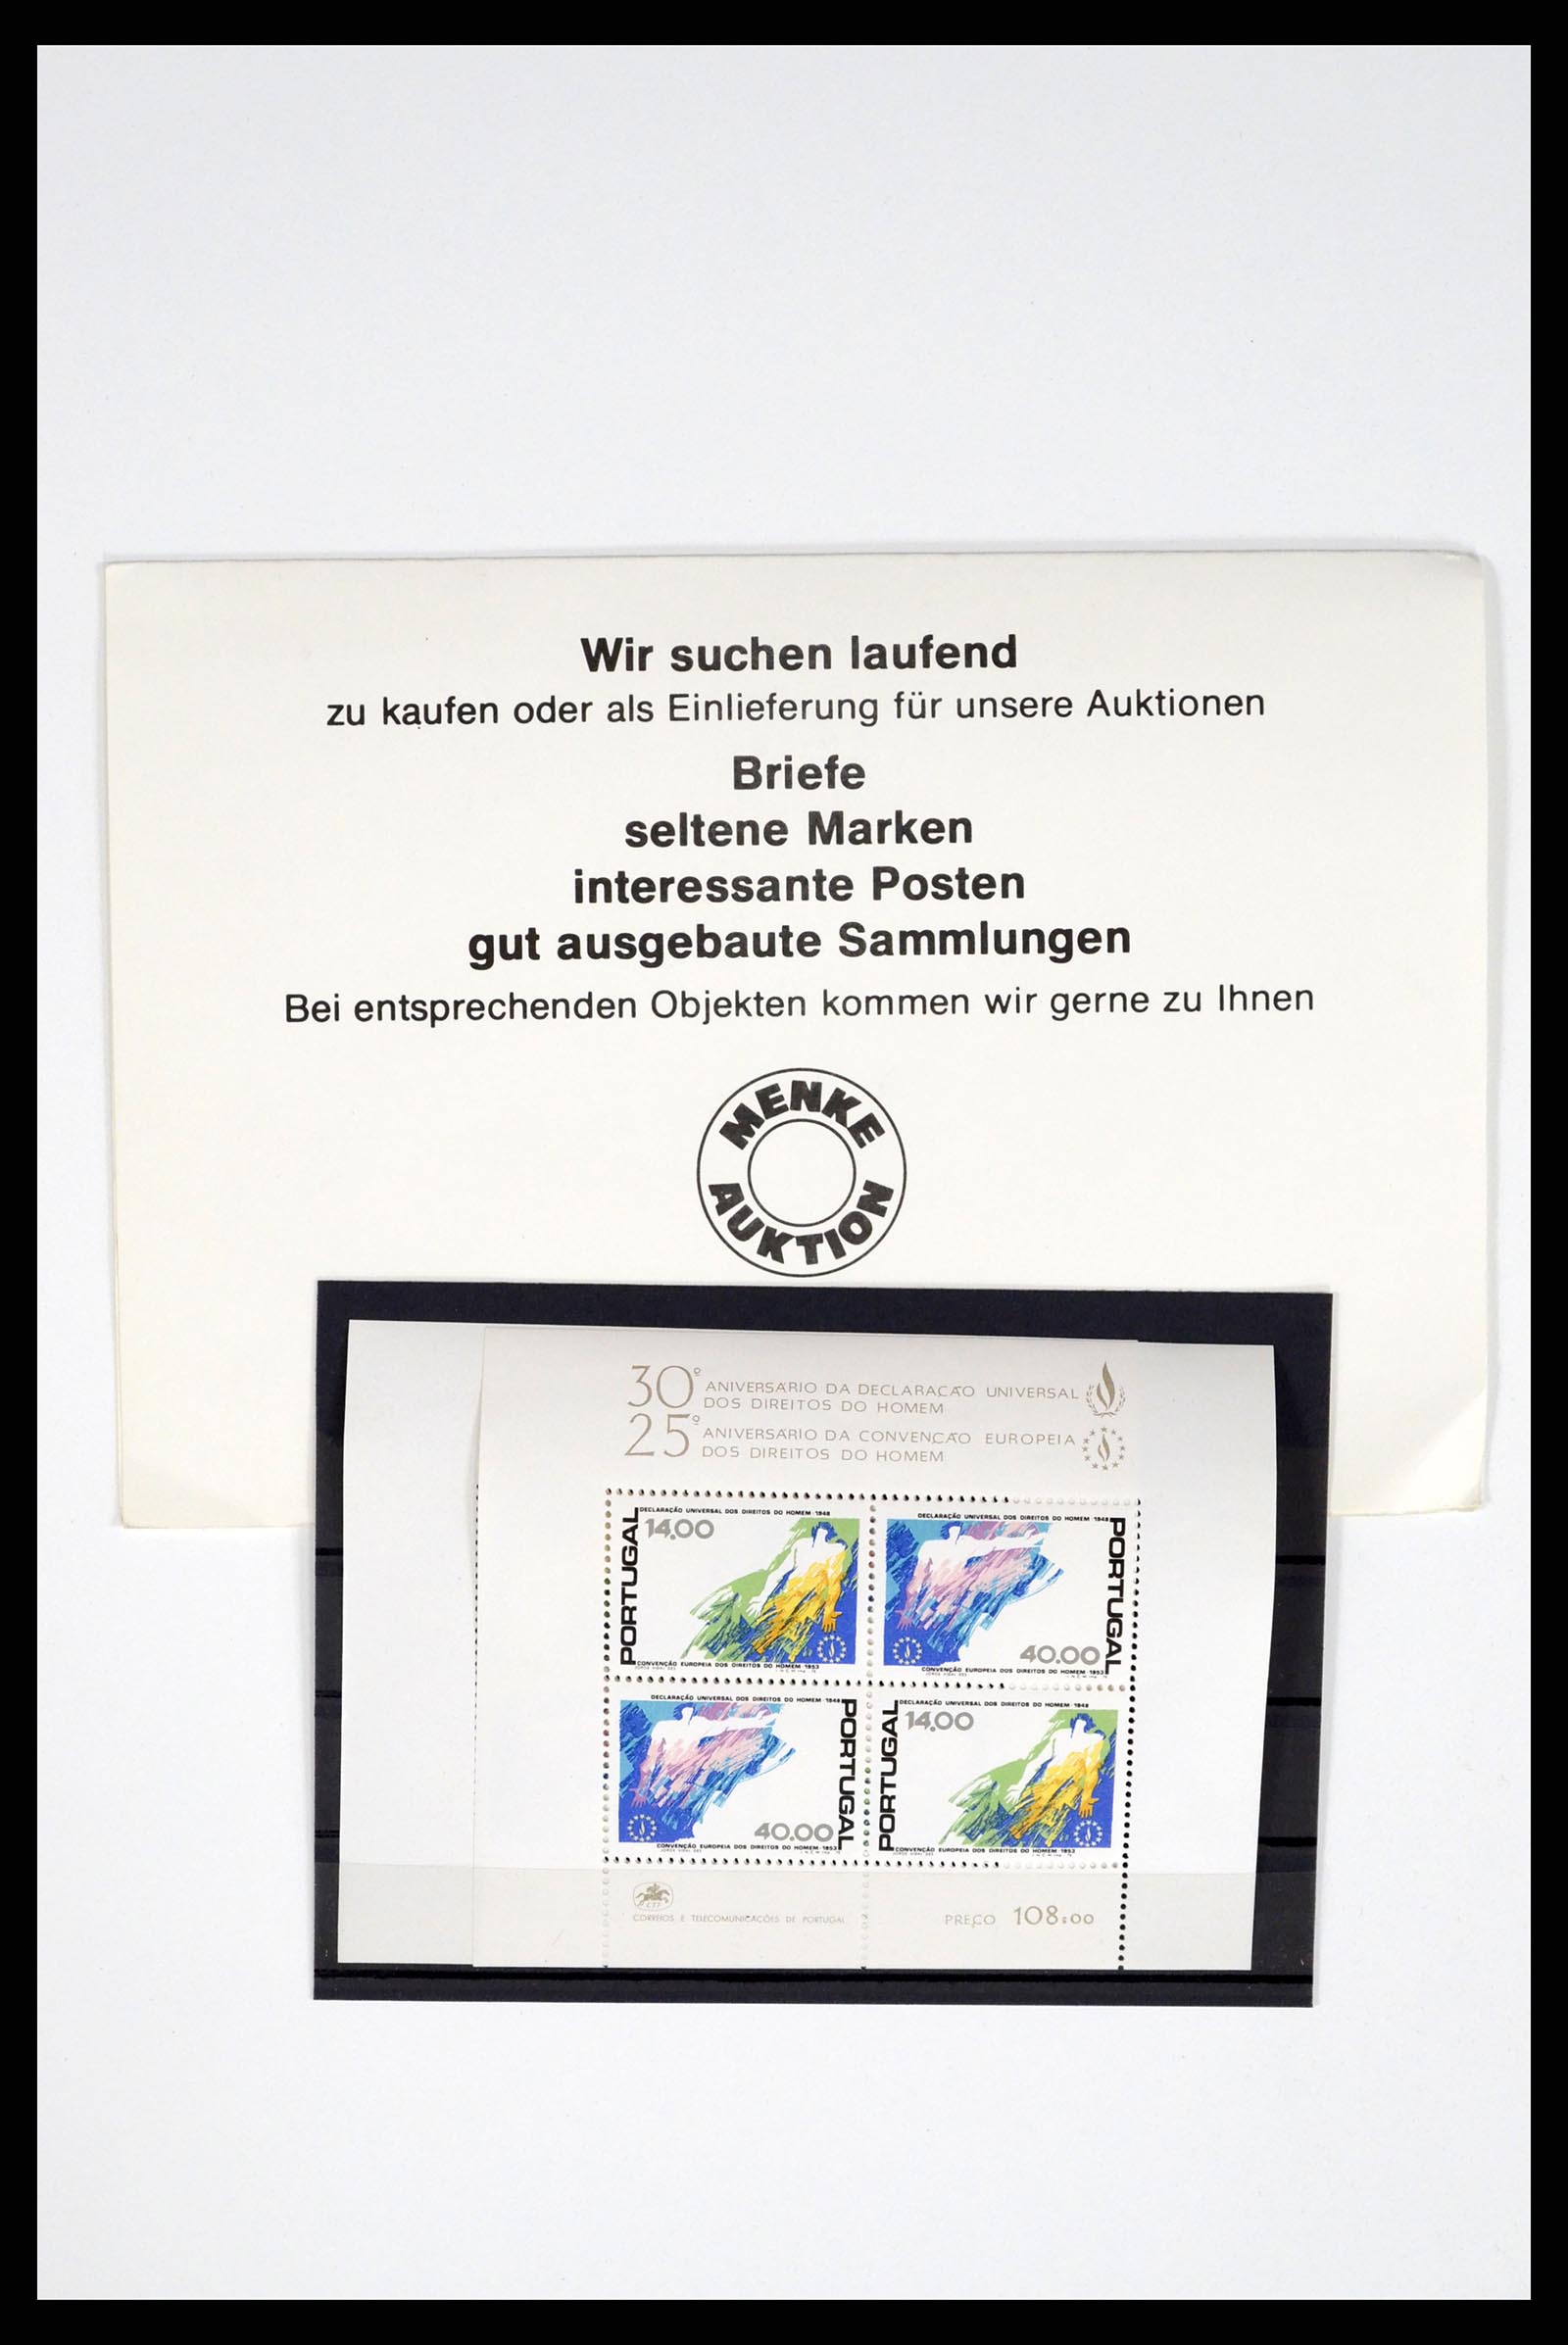 Wir suchen laufend
zu kaufen oder als Einlieferung für unsere Auktionen
Briefe
seltene Marken
interessante Posten
gut ausgebaute Sammlungen
Bei entsprechenden Objekten kommen wir gerne zu Ihnen
MENKE
AUKTION
30º ANIVERSÁRIO DA DECLARAÇÃO UNIVERSAL
DOS DIREITOS DO HOMEM
25º ANIVERSÁRIO DA CONVENÇÃO EUROPEIA
DOS DIREITOS DO HOMEM
DECLARAÇÃO UNIVERSAL DOS DIREITOS DO HOMEM 1948
14.00
PORTUGAL
CONVENÇÃO EUROPEIA DOS DIREITOS DO HOMEM 1953
DECLARAÇÃO UNIVERSAL DOS DIREITOS DO HOMEM 1948
PORTUGAL
40.00
CONVENÇÃO EUROPEIA DOS DIREITOS DO HOMEM 1953
DECLARAÇÃO UNIVERSAL DOS DIREITOS DO HOMEM 1948
PORTUGAL
40.00
CONVENÇÃO EUROPEIA DOS DIREITOS DO HOMEM 1953
DECLARAÇÃO UNIVERSAL DOS DIREITOS DO HOMEM 1948
14.00
PORTUGAL
CONVENÇÃO EUROPEIA DOS DIREITOS DO HOMEM 1953
CORREIOS E TELECOMUNICAÇÕES DE PORTUGAL
PREÇO 108:00